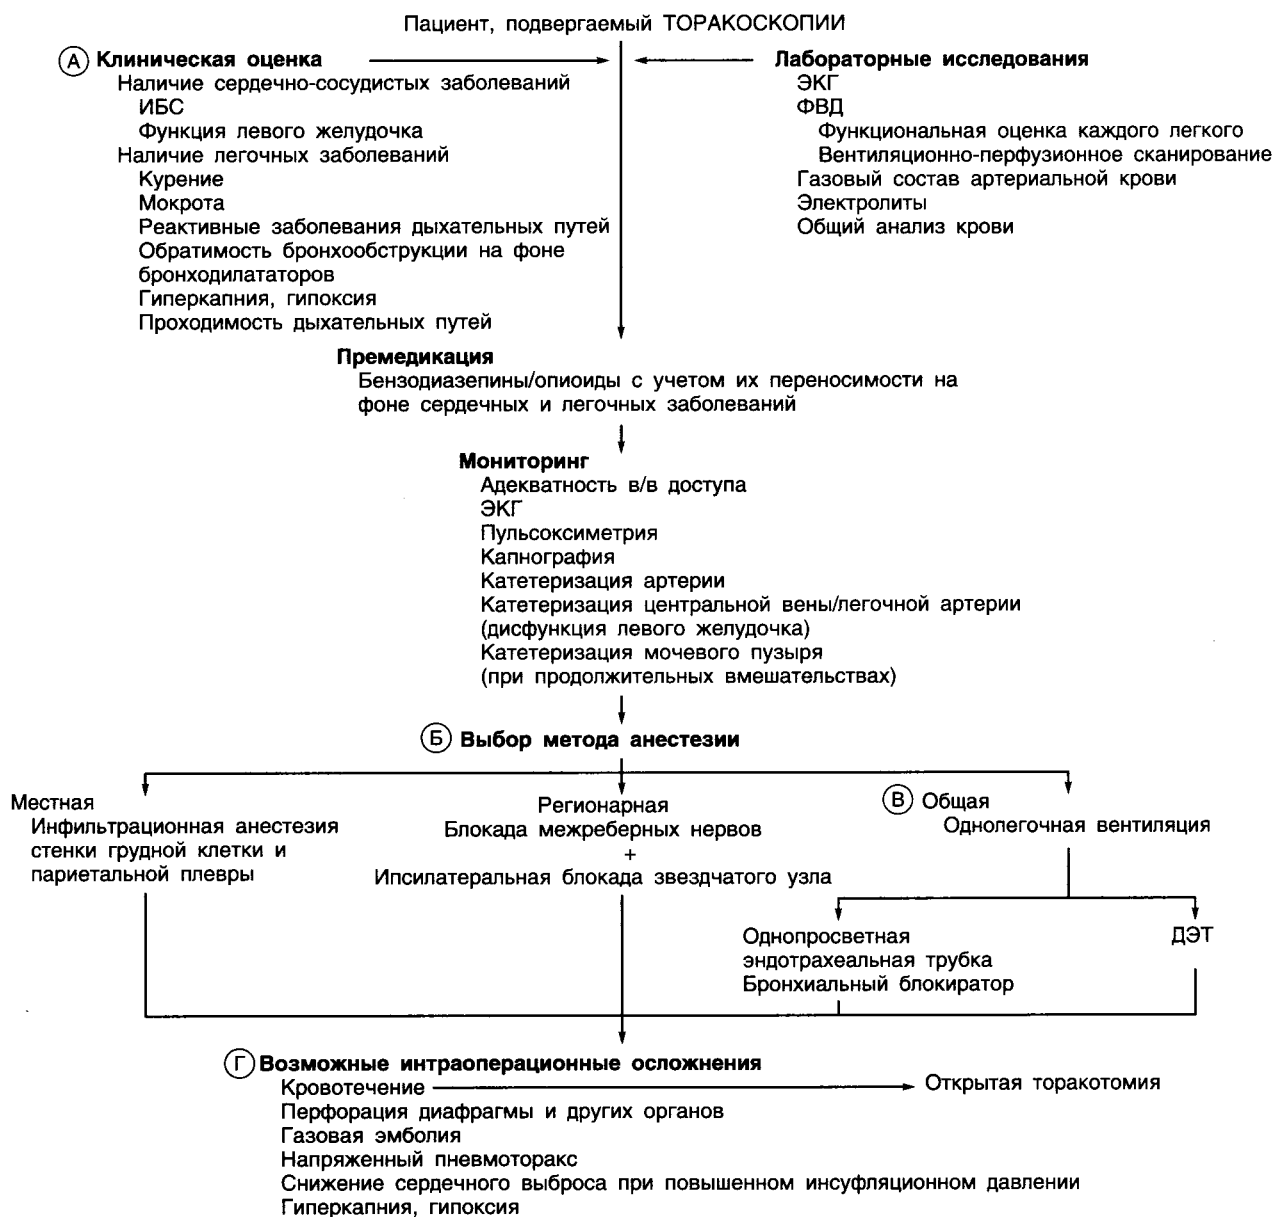 Пациент, подвергаемый ТОРАКОСКОПИИ
А Клиническая оценка
Наличие сердечно-сосудистых заболеваний
ИБС
Функция левого желудочка
Наличие легочных заболеваний
Курение
Мокрота
Реактивные заболевания дыхательных путей
Обратимость бронхообструкции на фоне
бронходилататоров
Гиперкапния, гипоксия
Проходимость дыхательных путей
Лабораторные исследования
ЭКГ
ФВД
Функциональная оценка каждого легкого
Вентиляционно-перфузионное сканирование
Газовый состав артериальной крови
Электролиты
Общий анализ крови
Премедикация
Бензодиазепины/опиоиды с учетом их переносимости на
фоне сердечных и легочных заболеваний
Мониторинг
Адекватность в/в доступа
ЭКГ
Пульсоксиметрия
Капнография
Катетеризация артерии
Катетеризация центральной вены/легочной артерии
(дисфункция левого желудочка)
Катетеризация мочевого пузыря
(при продолжительных вмешательствах)
Б Выбор метода анестезии
Местная
Инфильтрационная анестезия
стенки грудной клетки и
париетальной плевры
Регионарная
Блокада межреберных нервов
+
Ипсилатеральная блокада звездчатого узла
В Общая
Однолегочная вентиляция
Однопросветная
эндотрахеальная трубка
Бронхиальный блокиратор
ДЭТ
Г Возможные интраоперационные осложнения
Кровотечение
Открытая торакотомия
Перфорация диафрагмы и других органов
Газовая эмболия
Напряженный пневмоторакс
Снижение сердечного выброса при повышенном инсуфляционном давлении
Гиперкапния, гипоксия